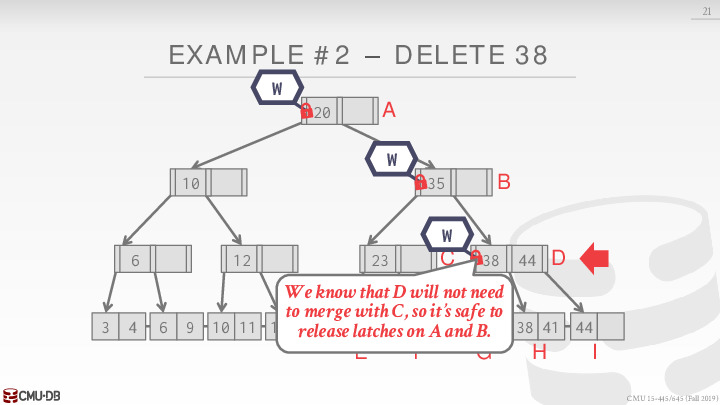 21
EXAMPLE #2 – DELETE 38
W
20
A
W
10
35
B
W
6
12
23
C
38 44
D
We know that D will not need
to merge with C, so it's safe to
release latches on A and B.
3 4
6 9
10 11
38 41
44
H
I
CMU·DB
CMU 15-445/645 (Fall 2019)